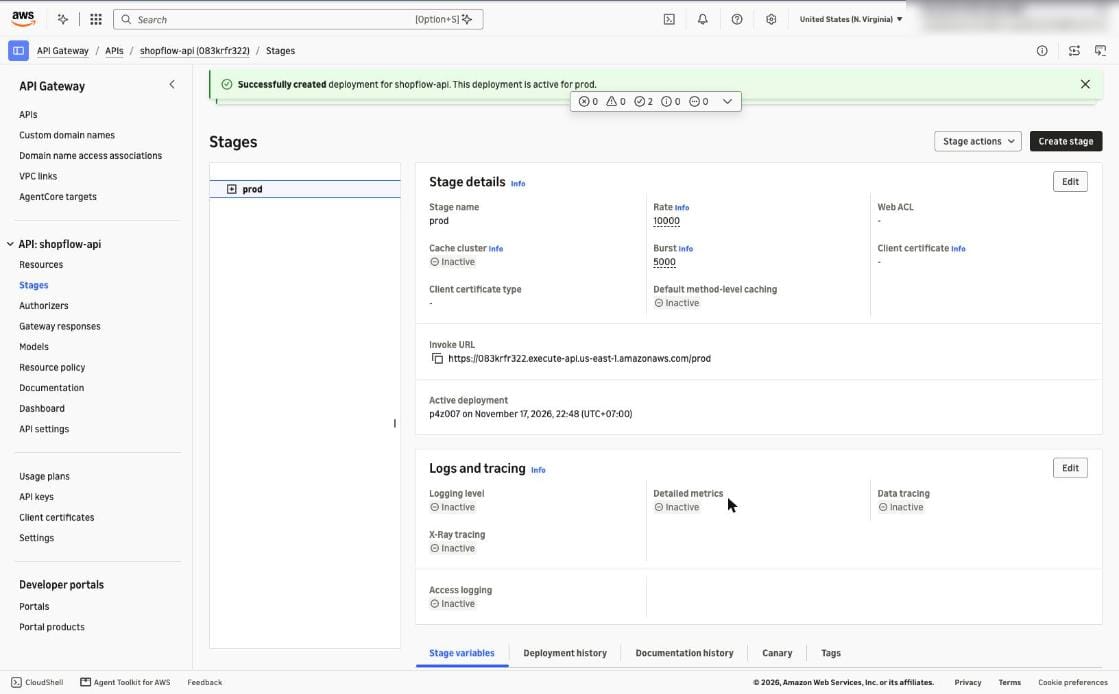 aws
Search
[Option+S]
United States (N. Virginia)
API Gateway / APIs / shopflow-api (083krfr322) / Stages
API Gateway
APIs
Custom domain names
Domain name access associations
VPC links
AgentCore targets
API: shopflow-api
Resources
Stages
Authorizers
Gateway responses
Models
Resource policy
Documentation
Dashboard
API settings
Usage plans
API keys
Client certificates
Settings
Developer portals
Portals
Portal products
Successfully created deployment for shopflow-api. This deployment is active for prod.
0 0 2 0 0
Stages
Stage actions
Create stage
prod
Stage details Info
Edit
Stage name
prod
Rate Info
10000
Web ACL
-
Cache cluster Info
Inactive
Burst Info
5000
Client certificate Info
-
Client certificate type
-
Default method-level caching
Inactive
Invoke URL
https://083krfr322.execute-api.us-east-1.amazonaws.com/prod
Active deployment
p4z007 on November 17, 2026, 22:48 (UTC+07:00)
Logs and tracing Info
Edit
Logging level
Inactive
Detailed metrics
Inactive
Data tracing
Inactive
X-Ray tracing
Inactive
Access logging
Inactive
Stage variables
Deployment history
Documentation history
Canary
Tags
CloudShell
Agent Toolkit for AWS
Feedback
© 2026, Amazon Web Services, Inc. or its affiliates.
Privacy
Terms
Cookie preferences